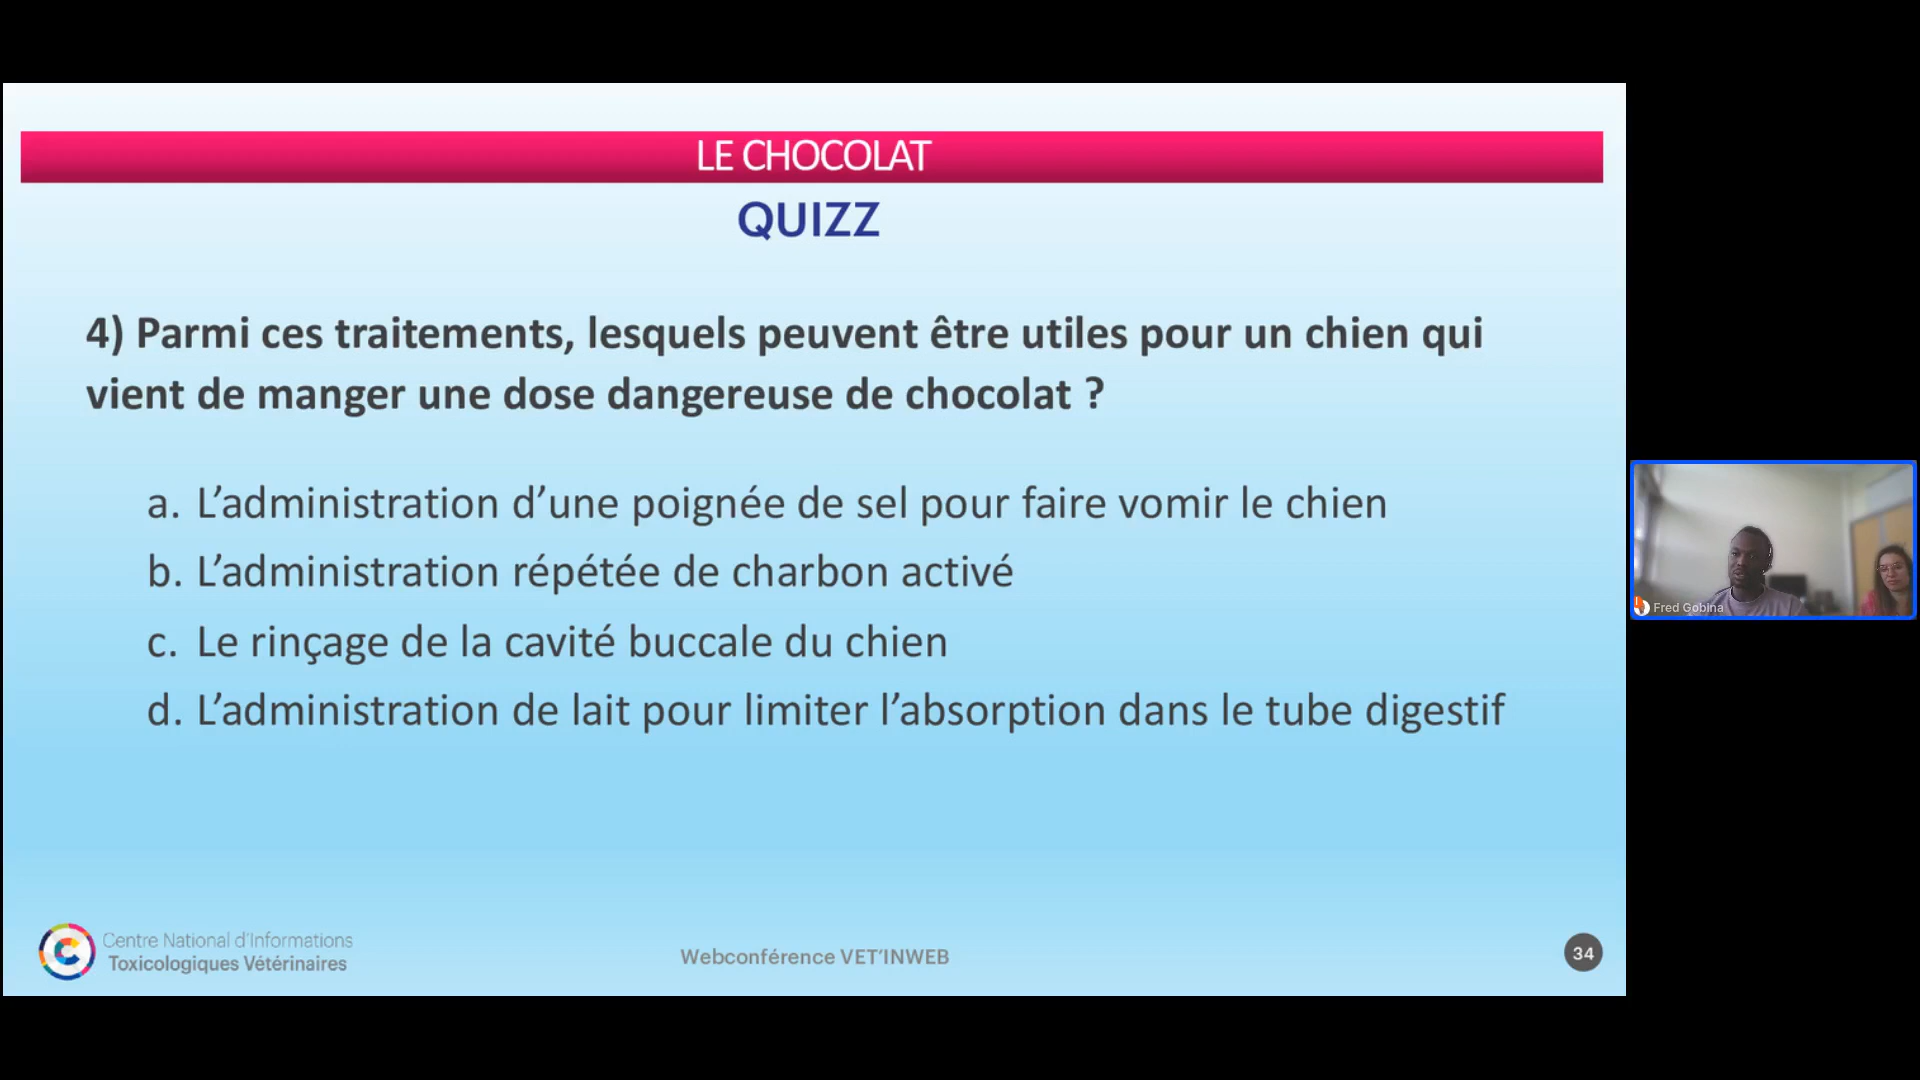 LE CHOCOLAT
QUIZZ
4) Parmi ces traitements, lesquels peuvent être utiles pour un chien qui
vient de manger une dose dangereuse de chocolat ?
a. L’administration d’une poignée de sel pour faire vomir le chien
b. L’administration répétée de charbon activé
c. Le rinçage de la cavité buccale du chien
d. L’administration de lait pour limiter l’absorption dans le tube digestif
Fred Gobina
Centre National d'Informations
Toxicologiques Vétérinaires
Webconférence VET'INWEB
34